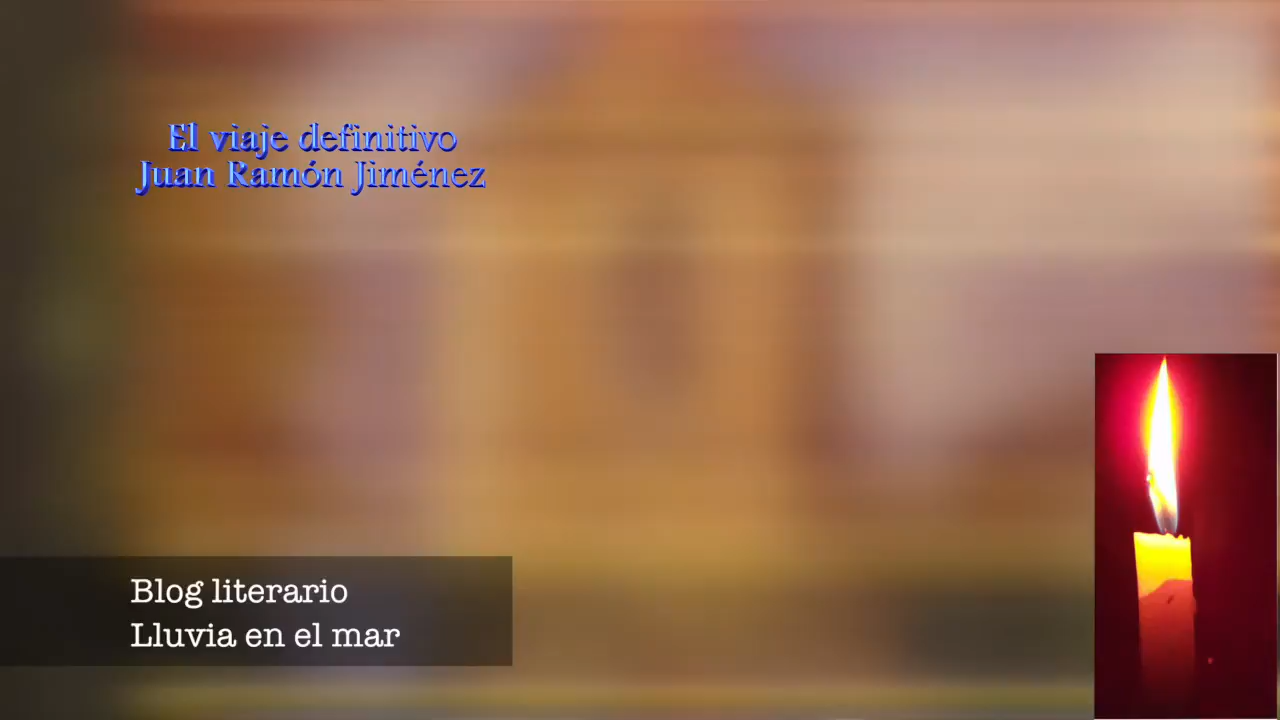 El viaje definitivo
Juan Ramón Jiménez
Blog literario
Lluvia en el mar